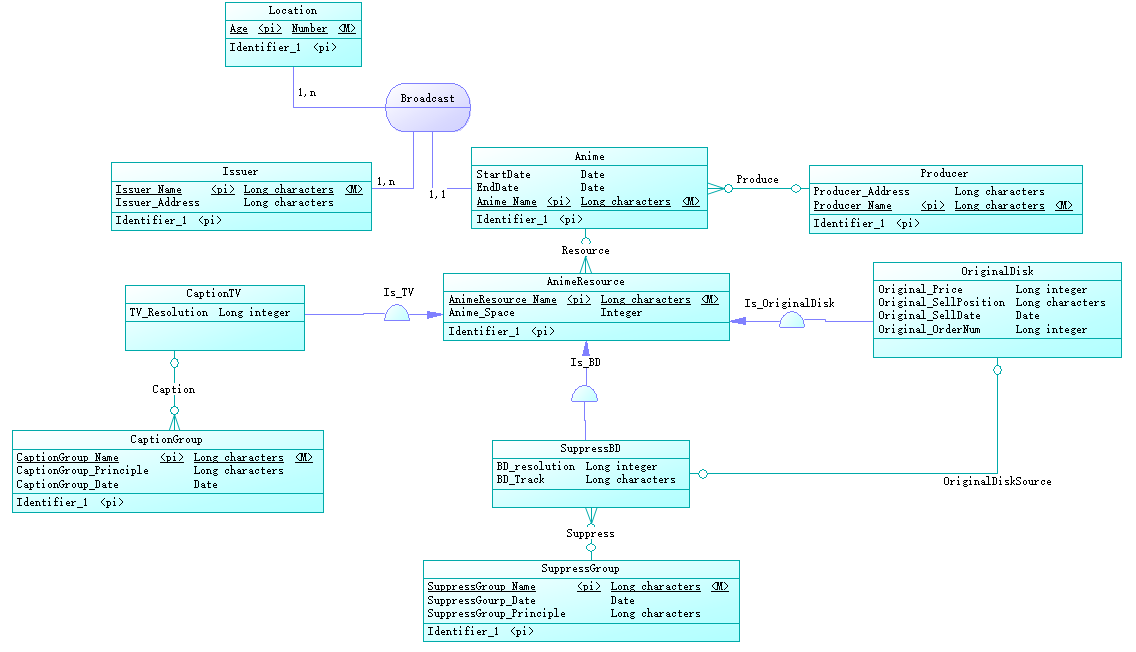 Location
Age <pi> Number <M>
Identifier_1 <pi>
1,n
Broadcast
Issuer
Issuer_Name <pi> Long characters <M>
Issuer_Address Long characters
Identifier_1 <pi>
1,n
1,1
Anime
StartDate Date
EndDate Date
Anime_Name <pi> Long characters <M>
Identifier_1 <pi>
Produce
Producer
Producer_Address Long characters
Producer_Name <pi> Long characters <M>
Identifier_1 <pi>
Resource
CaptionTV
TV_Resolution Long integer
Is_TV
AnimeResource
AnimeResource_Name <pi> Long characters <M>
Anime_Space Integer
Identifier_1 <pi>
Is_OriginalDisk
OriginalDisk
Original_Price Long integer
Original_SellPosition Long characters
Original_SellDate Date
Original_OrderNum Long integer
Is_BD
Caption
CaptionGroup
CaptionGroup_Name <pi> Long characters <M>
CaptionGroup_Principle Long characters
CaptionGroup_Date Date
Identifier_1 <pi>
SuppressBD
BD_resolution Long integer
BD_Track Long characters
OriginalDiskSource
Suppress
SuppressGroup
SuppressGroup_Name <pi> Long characters <M>
SuppressGourp_Date Date
SuppressGroup_Principle Long characters
Identifier_1 <pi>